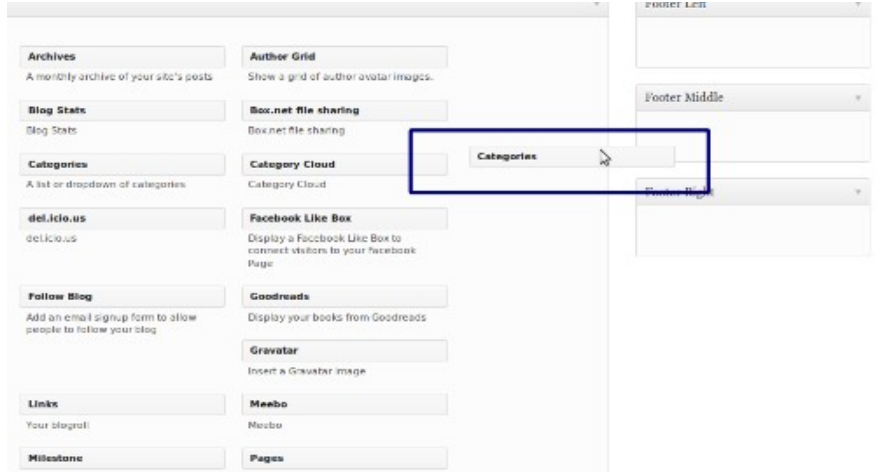 Footer Left
Archives
A monthly archive of your site's posts
Author Grid
Show a grid of author avatar images.
Footer Middle
Blog Stats
Blog Stats
Box.net file sharing
Box.net file sharing
Categories
Categories
A list or dropdown of categories
Category Cloud
Category Cloud
Footer Right
del.icio.us
del.icio.us
Facebook Like Box
Display a Facebook Like Box to
connect visitors to your Facebook
Page
Follow Blog
Add an email signup form to allow
people to follow your blog
Goodreads
Display your books from Goodreads
Gravatar
Insert a Gravatar image
Links
Your blogroll
Meebo
Meebo
Milestone
Pages